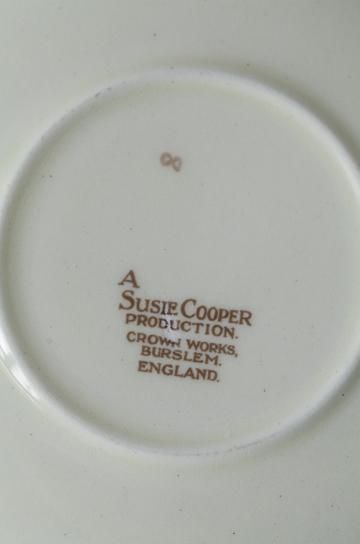 A
SUSIE COOPER
PRODUCTION.
CROWN WORKS,
BURSLEM.
ENGLAND.